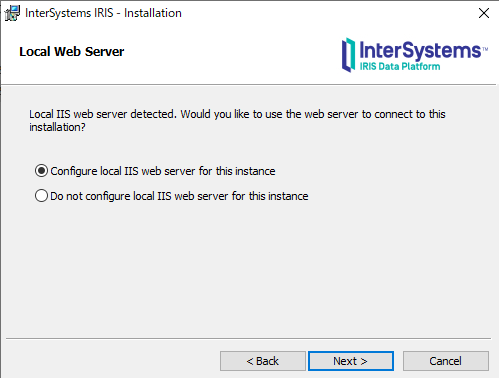 InterSystems IRIS - Installation
Local Web Server
InterSystems™
IRIS Data Platform
Local IIS web server detected. Would you like to use the web server to connect to this
installation?
Configure local IIS web server for this instance
Do not configure local IIS web server for this instance
< Back
Next >
Cancel